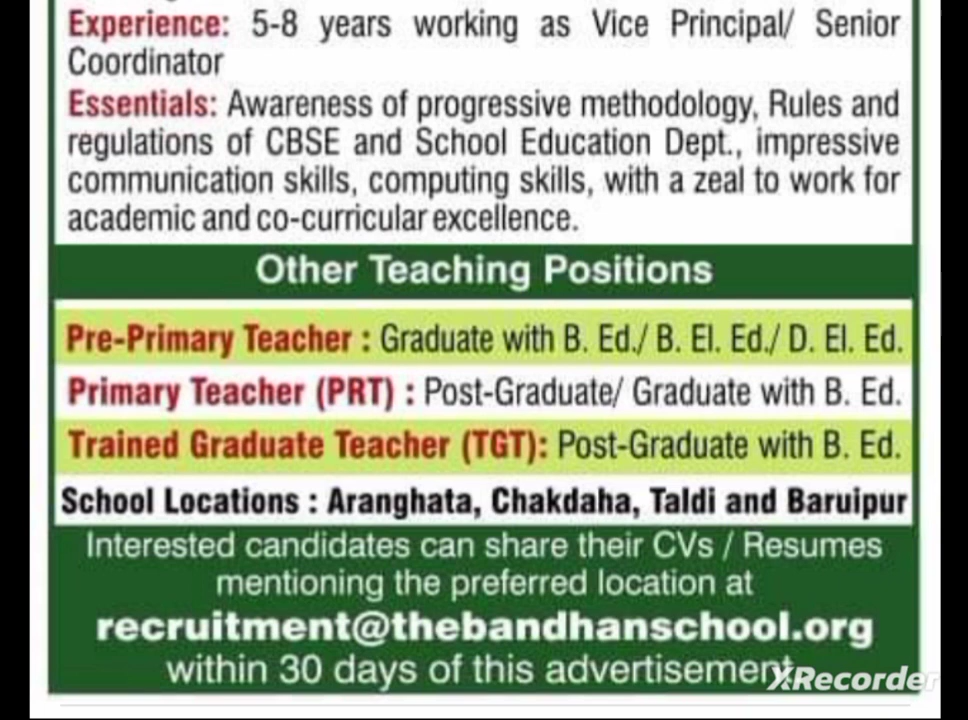 Experience: 5-8 years working as Vice Principal/ Senior
Coordinator
Essentials: Awareness of progressive methodology, Rules and
regulations of CBSE and School Education Dept., impressive
communication skills, computing skills, with a zeal to work for
academic and co-curricular excellence.
Other Teaching Positions
Pre-Primary Teacher : Graduate with B. Ed./ B. El. Ed./ D. El. Ed.
Primary Teacher (PRT) : Post-Graduate/ Graduate with B. Ed.
Trained Graduate Teacher (TGT): Post-Graduate with B. Ed.
School Locations : Aranghata, Chakdaha, Taldi and Baruipur
Interested candidates can share their CVs / Resumes
mentioning the preferred location at
recruitment@thebandhanschool.org
within 30 days of this advertisement.
XRecorder